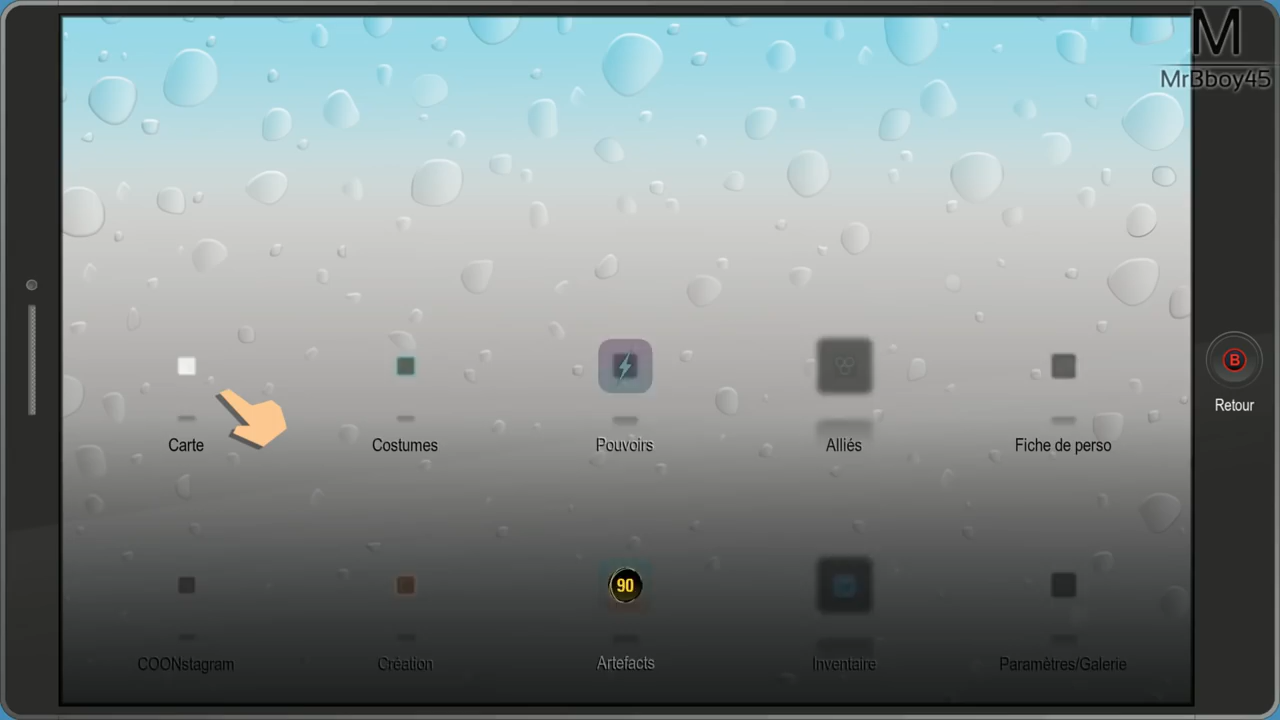 M
MrBboy45
B
Retour
Carte
Costumes
Pouvoirs
Alliés
Fiche de perso
90
COONstagram
Création
Artefacts
Inventaire
Paramètres/Galerie